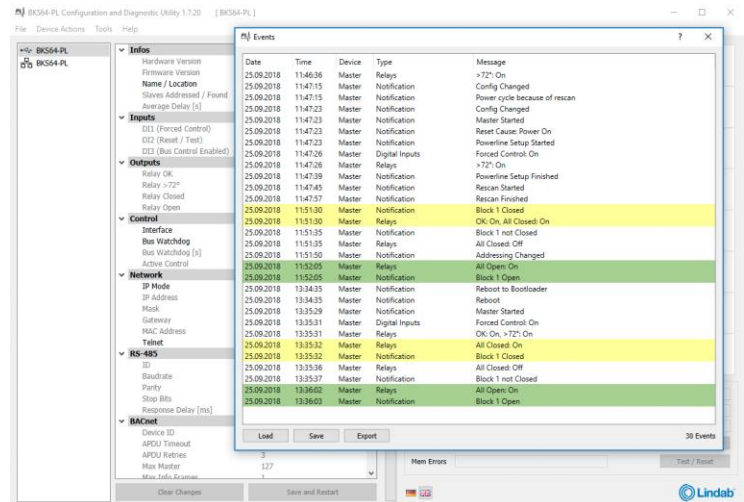 BKS64-PL Configuration and Diagnostic Utility 1.7.20 [ BKS64-PL ]
File Device Actions Tools Help
BKS64-PL
BKS64-PL
Infos
Hardware Version
Firmware Version
Name / Location
Slaves Addressed / Found
Average Delay [s]
Inputs
DI1 (Forced Control)
DI2 (Reset / Test)
DI3 (Bus Control Enabled)
Outputs
Relay OK
Relay >72°
Relay Closed
Relay Open
Control
Interface
Bus Watchdog
Bus Watchdog [s]
Active Control
Network
IP Mode
IP Address
Mask
Gateway
MAC Address
Telnet
RS-485
ID
Baudrate
Parity
Stop Bits
Response Delay [ms]
BACnet
Device ID
APDU Timeout
APDU Retries 3
Max Master 127
Max Info Frames 1
Clear Changes Save and Restart
Events ?
Date Time Device Type Message
25.09.2018 11:46:36 Master Relays >72°: On
25.09.2018 11:47:15 Master Notification Config Changed
25.09.2018 11:47:15 Master Notification Power cycle because of rescan
25.09.2018 11:47:23 Master Notification Config Changed
25.09.2018 11:47:23 Master Notification Master Started
25.09.2018 11:47:23 Master Notification Reset Cause: Power On
25.09.2018 11:47:23 Master Notification Powerline Setup Started
25.09.2018 11:47:26 Master Digital Inputs Forced Control: On
25.09.2018 11:47:26 Master Relays >72°: On
25.09.2018 11:47:39 Master Notification Powerline Setup Finished
25.09.2018 11:47:45 Master Notification Rescan Started
25.09.2018 11:47:57 Master Notification Rescan Finished
25.09.2018 11:51:30 Master Notification Block 1 Closed
25.09.2018 11:51:30 Master Relays OK: On, All Closed: On
25.09.2018 11:51:35 Master Notification Block 1 not Closed
25.09.2018 11:51:35 Master Relays All Closed: Off
25.09.2018 11:51:50 Master Notification Addressing Changed
25.09.2018 11:52:05 Master Relays All Open: On
25.09.2018 11:52:05 Master Notification Block 1 Open
25.09.2018 13:34:35 Master Notification Reboot to Bootloader
25.09.2018 13:34:35 Master Notification Reboot
25.09.2018 13:35:29 Master Notification Master Started
25.09.2018 13:35:31 Master Digital Inputs Forced Control: On
25.09.2018 13:35:31 Master Relays OK: On, >72°: On
25.09.2018 13:35:32 Master Relays All Closed: On
25.09.2018 13:35:32 Master Notification Block 1 Closed
25.09.2018 13:35:36 Master Relays All Closed: Off
25.09.2018 13:35:37 Master Notification Block 1 not Closed
25.09.2018 13:36:02 Master Relays All Open: On
25.09.2018 13:36:03 Master Notification Block 1 Open
Load Save Export 30 Events
Mem Errors Test / Reset
Lindab